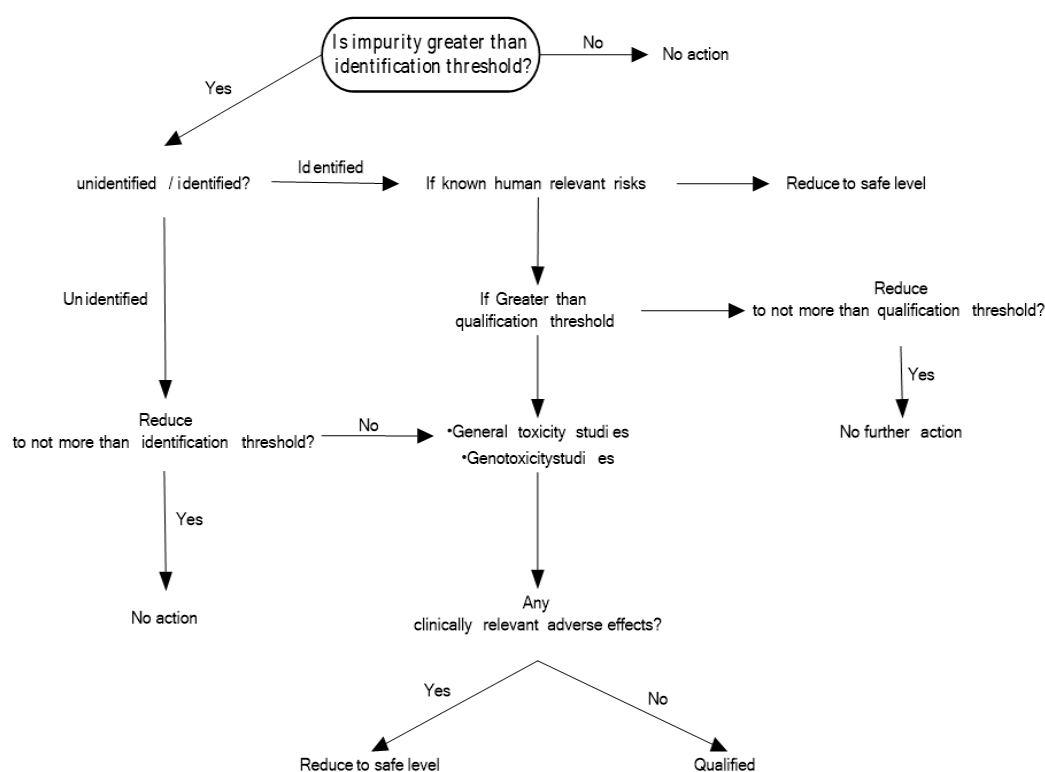 Is impurity greater than
identification threshold?
No
No action
Yes
unidentified / identified?
Identified
If known human relevant risks
Reduce to safe level
Unidentified
If Greater than
qualification threshold
Reduce
to not more than qualification threshold?
Yes
No further action
Reduce
to not more than identification threshold?
No
•General toxicity studies
•Genotoxicitystudi es
Yes
No action
Any
clinically relevant adverse effects?
Yes
No
Reduce to safe level
Qualified